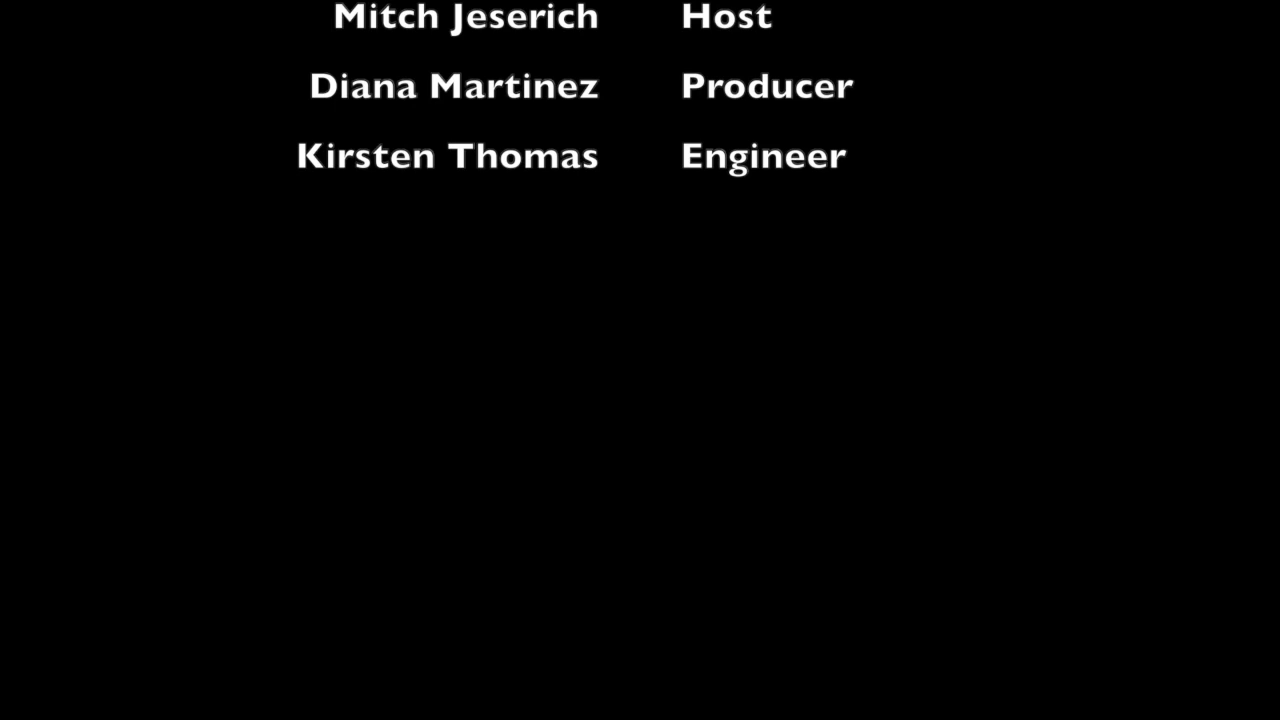 Mitch Jeserich Host
Diana Martinez Producer
Kirsten Thomas Engineer